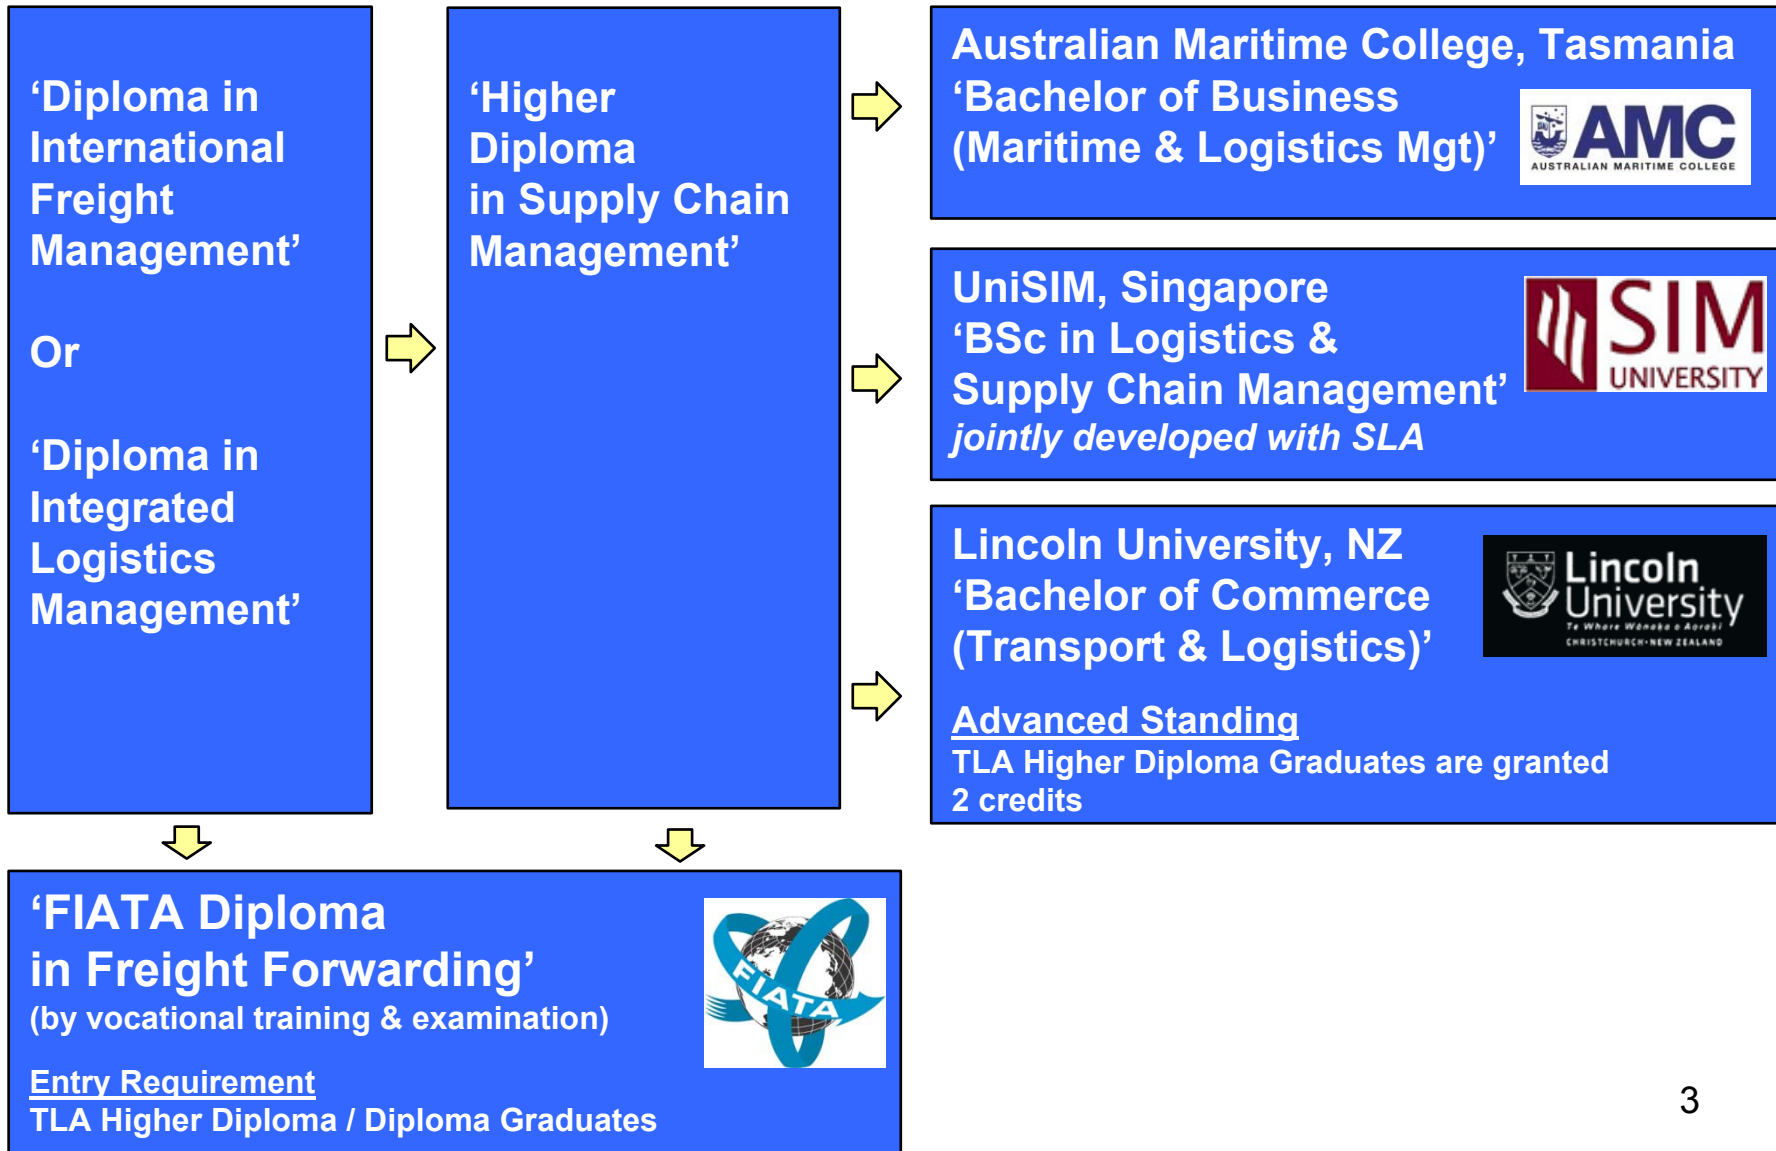 ‘Diploma in
International
Freight
Management’
Or
‘Diploma in
Integrated
Logistics
Management’
‘Higher
Diploma
in Supply Chain
Management’
Australian Maritime College, Tasmania
‘Bachelor of Business
(Maritime & Logistics Mgt)’
AMC
AUSTRALIAN MARITIME COLLEGE
UniSIM, Singapore
‘BSc in Logistics &
Supply Chain Management’
jointly developed with SLA
SIM
UNIVERSITY
Lincoln University, NZ
‘Bachelor of Commerce
(Transport & Logistics)’
Lincoln
University
Te Whare Wānaka o Aoraki
CHRISTCHURCH•NEW ZEALAND
Advanced Standing
TLA Higher Diploma Graduates are granted
2 credits
‘FIATA Diploma
in Freight Forwarding’
(by vocational training & examination)
FIATA
Entry Requirement
TLA Higher Diploma / Diploma Graduates
3